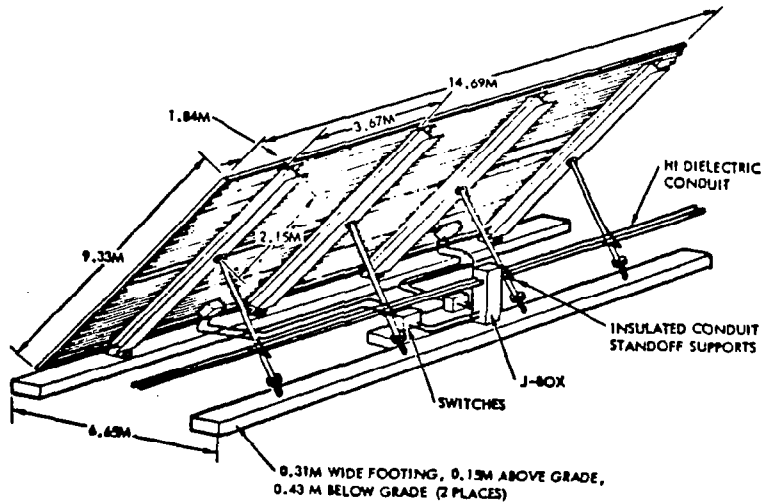 14.69M
1.84M
3.67M
HI DIELECTRIC
CONDUIT
9.33M
2.15M
INSULATED CONDUIT
STANDOFF SUPPORTS
J-BOX
SWITCHES
6.65M
0.31M WIDE FOOTING, 0.15M ABOVE GRADE,
0.43 M BELOW GRADE (2 PLACES)